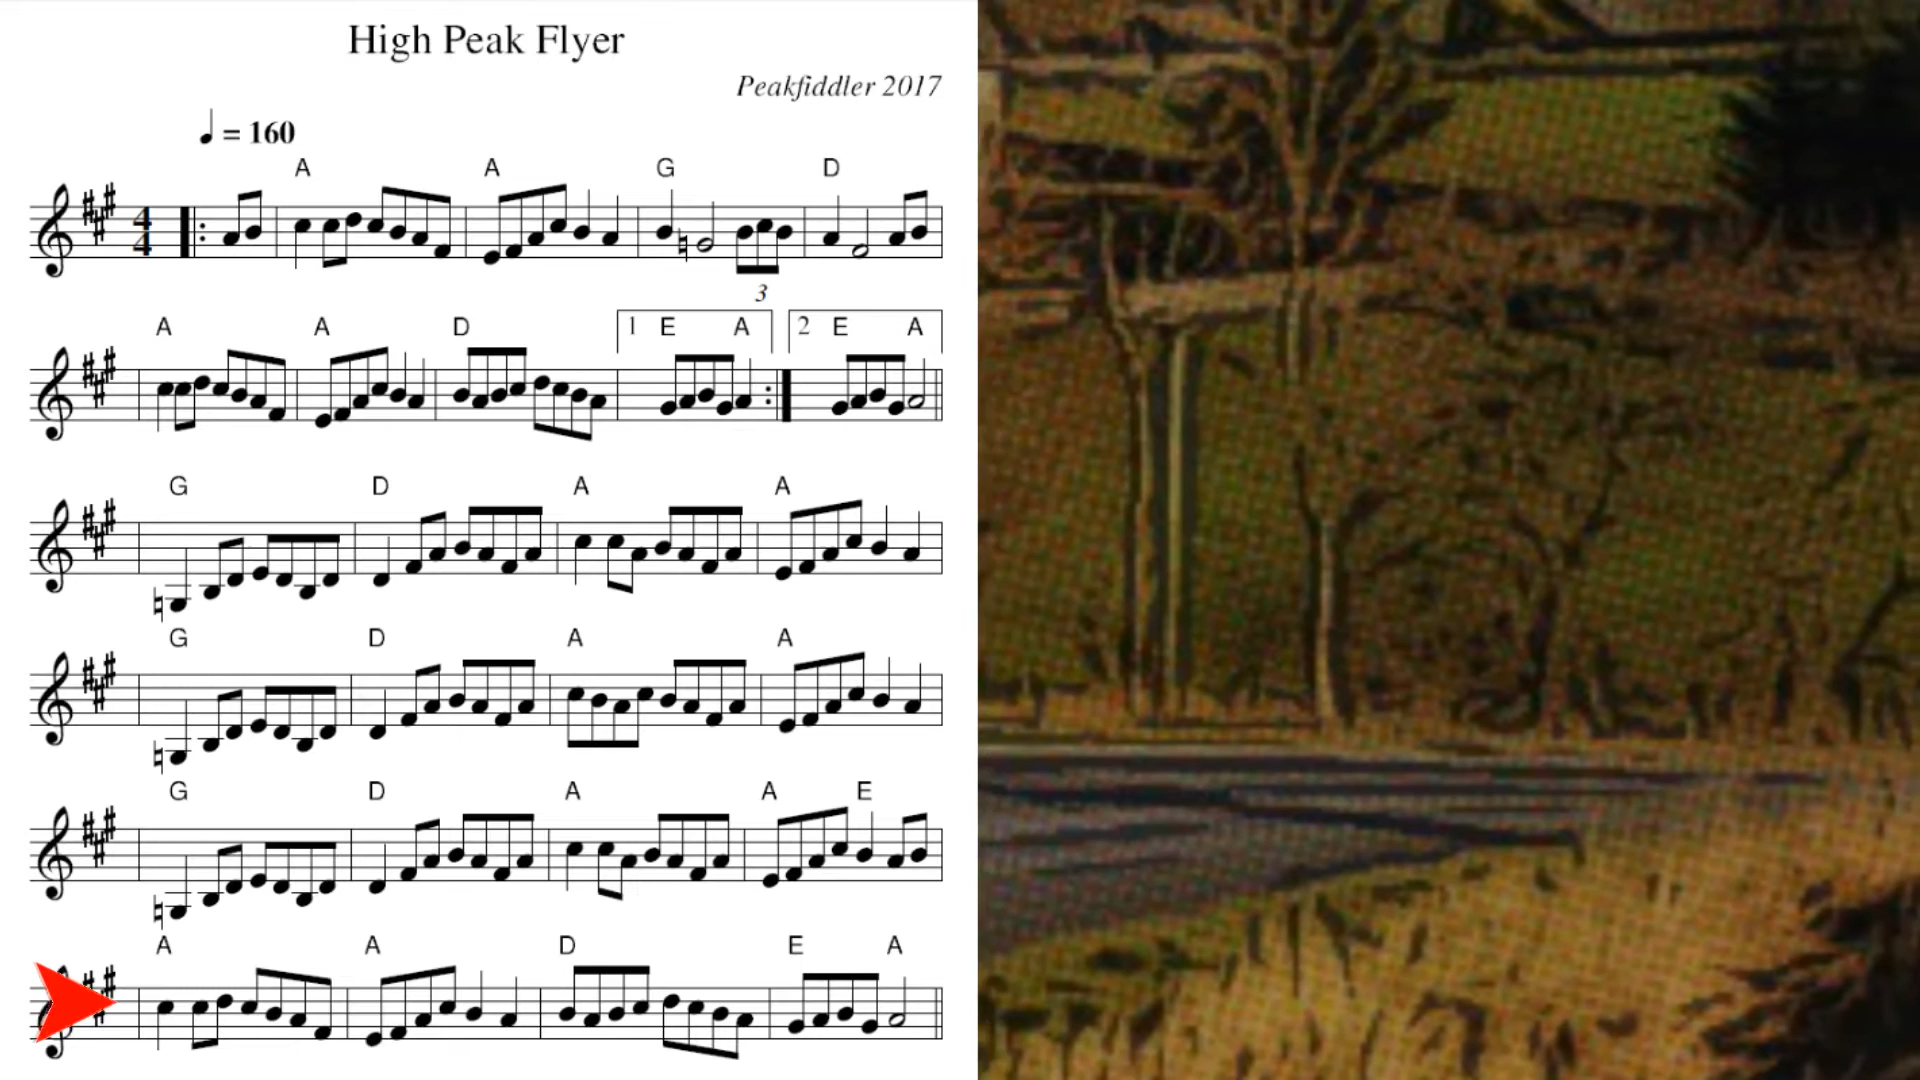 High Peak Flyer
Peakfiddler 2017
= 160
A A G D
3
A A D 1 E A 2 E A
G D A A
G D A A
G D A A E
A A D E A